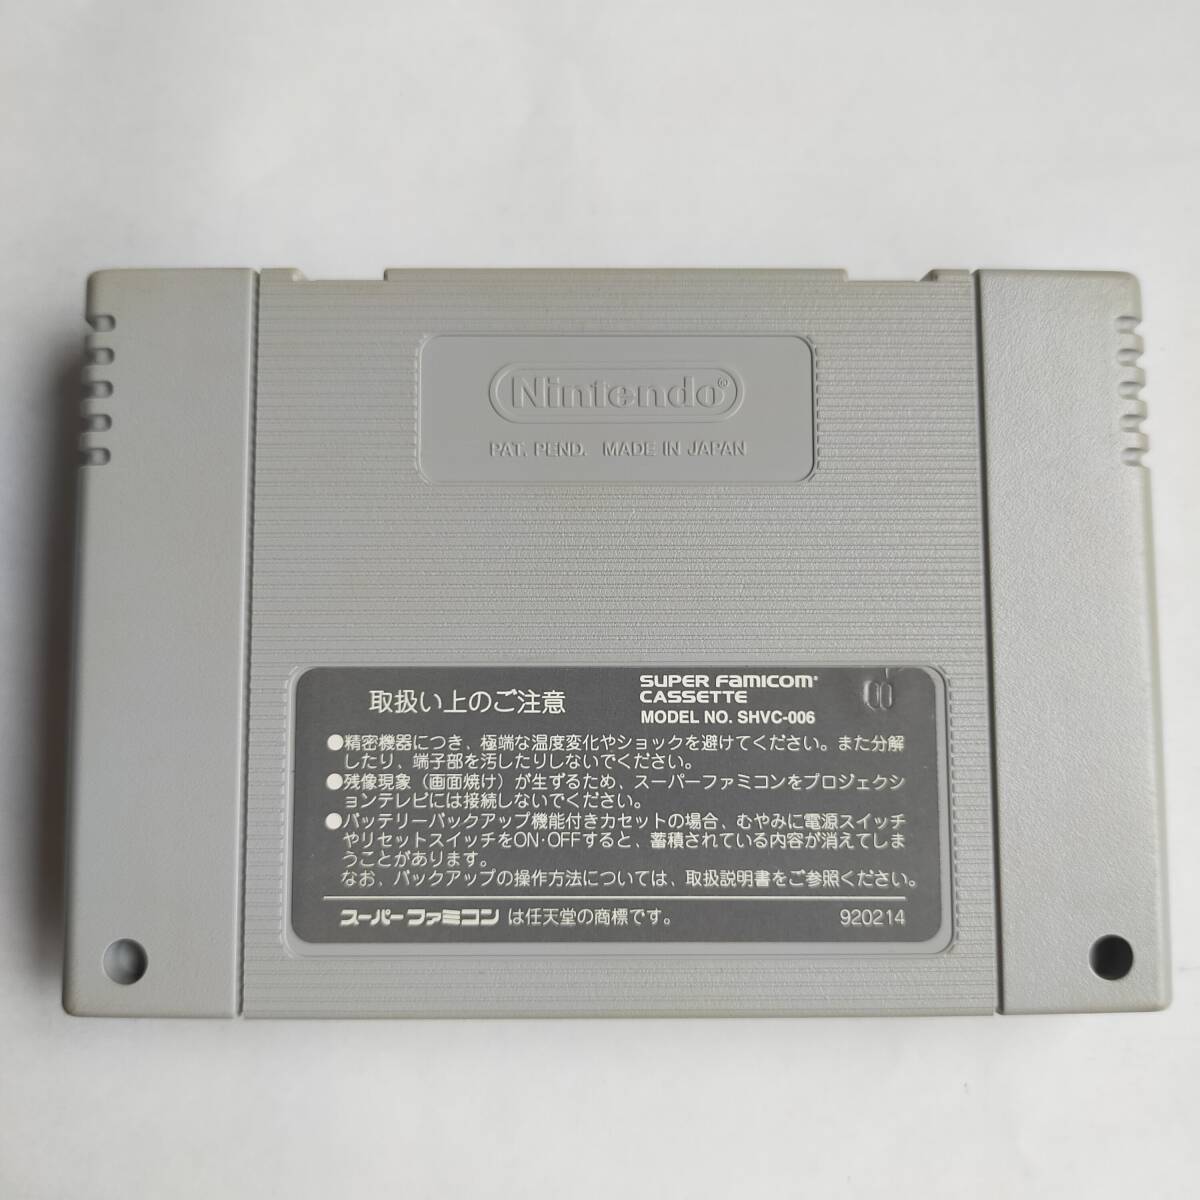 Nintendo®
PAT. PEND. MADE IN JAPAN
取扱い上のご注意
SUPER FAMICOM®
CASSETTE
MODEL NO. SHVC-006
●精密機器につき、極端な温度変化やショックを避けてください。また分解
したり、端子部を汚したりしないでください。
●残像現象（画面焼け）が生ずるため、スーパーファミコンをプロジェクシ
ョンテレビには接続しないでください。
●バッテリーバックアップ機能付きカセットの場合、むやみに電源スイッチ
やリセットスイッチをON・OFFすると、蓄積されている内容が消えてしま
うことがあります。
なお、バックアップの操作方法については、取扱説明書をご参照ください。
スーパーファミコン は任天堂の商標です。 920214